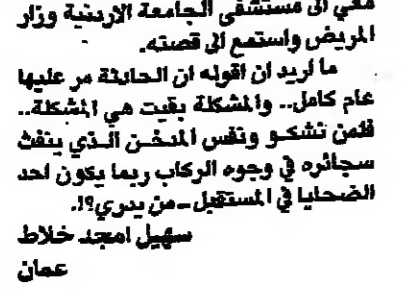 معي الى مستشفى الجامعة الاردنية وزار
المريض واستمع الى قصته.
ما اريد ان اقوله ان الحادثة مر عليها
عام كامل.. والمشكلة بقيت هي المشكلة..
فلمن نشكو ونفس المدخن الذي ينفث
سجائره في وجوه الركاب ربما يكون احد
الضحايا في المستقبل - من يدري؟!.
سهيل امجد خلاط
عمان